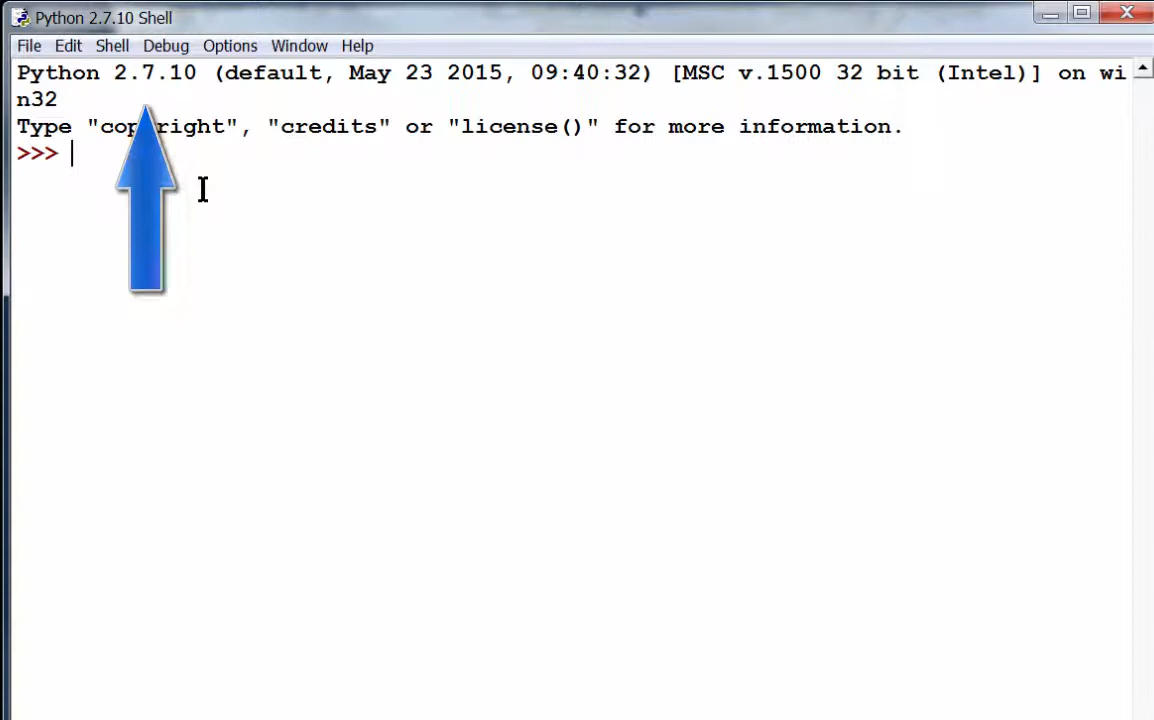 Python 2.7.10 Shell
File Edit Shell Debug Options Window Help
Python 2.7.10 (default, May 23 2015, 09:40:32) [MSC v.1500 32 bit (Intel)] on wi
n32
Type "copyright", "credits" or "license()" for more information.
>>>